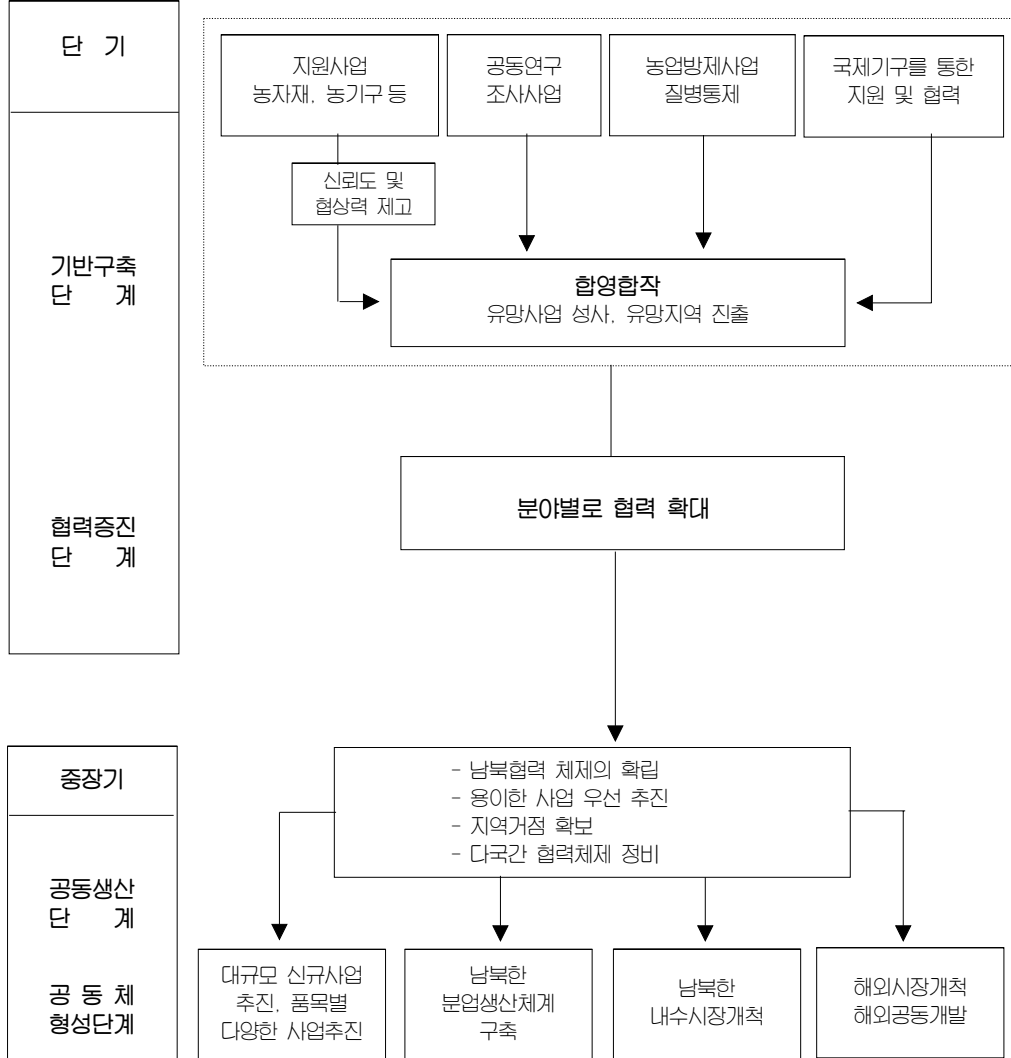 단 기
지원사업
농자재, 농기구 등
공동연구
조사사업
농업방제사업
질병통제
국제기구를 통한
지원 및 협력
신뢰도 및
협상력 제고
기반구축
단 계
합영합작
유망사업 성사, 유망지역 진출
협력증진
단 계
분야별로 협력 확대
중장기
- 남북협력 체제의 확립
- 용이한 사업 우선 추진
- 지역거점 확보
- 다국간 협력체제 정비
공동생산
단 계
공 동 체
형성단계
대규모 신규사업
추진, 품목별
다양한 사업추진
남북한
분업생산체계
구축
남북한
내수시장개척
해외시장개척
해외공동개발